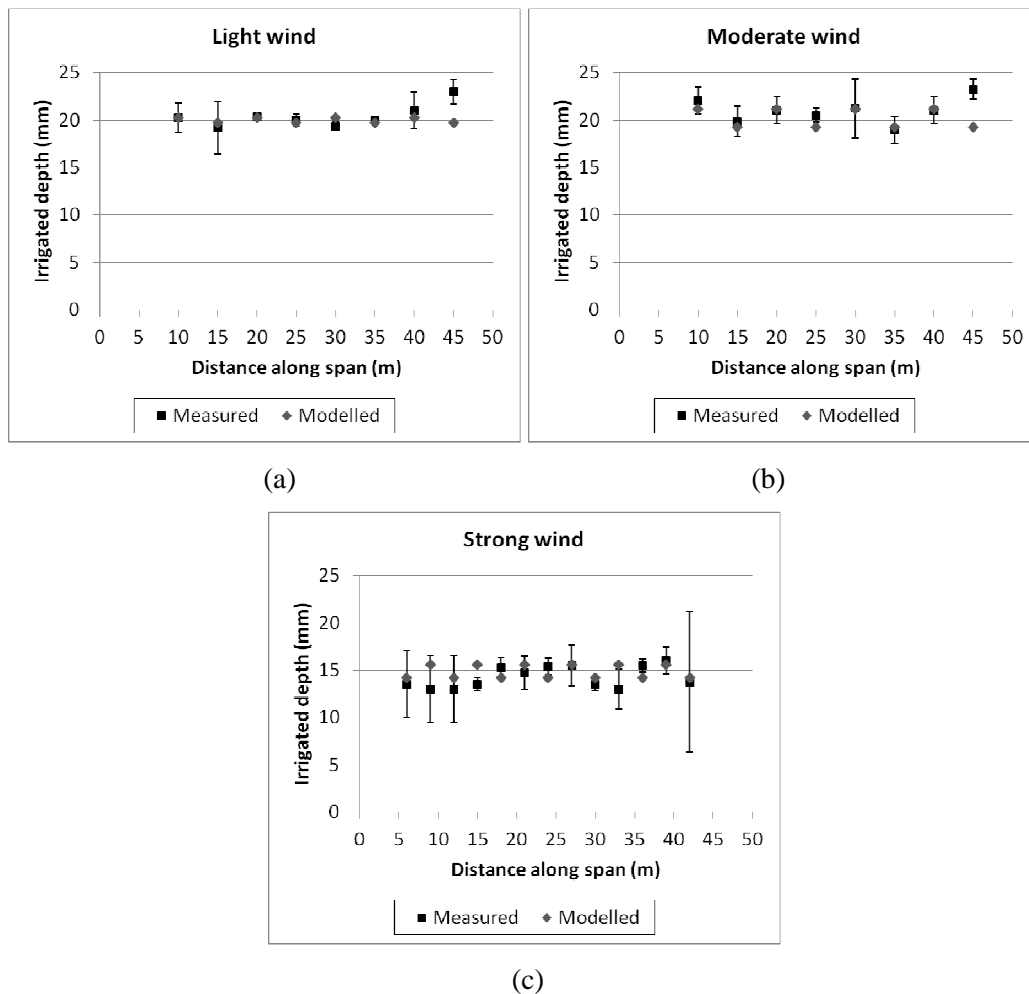 Light wind
Irrigated depth (mm)
25
20
15
10
5
0
0 5 10 15 20 25 30 35 40 45 50
Distance along span (m)
Measured Modelled
(a)
Moderate wind
Irrigated depth (mm)
25
20
15
10
5
0
0 5 10 15 20 25 30 35 40 45 50
Distance along span (m)
Measured Modelled
(b)
Strong wind
Irrigated depth (mm)
25
20
15
10
5
0
0 5 10 15 20 25 30 35 40 45 50
Distance along span (m)
Measured Modelled
(c)